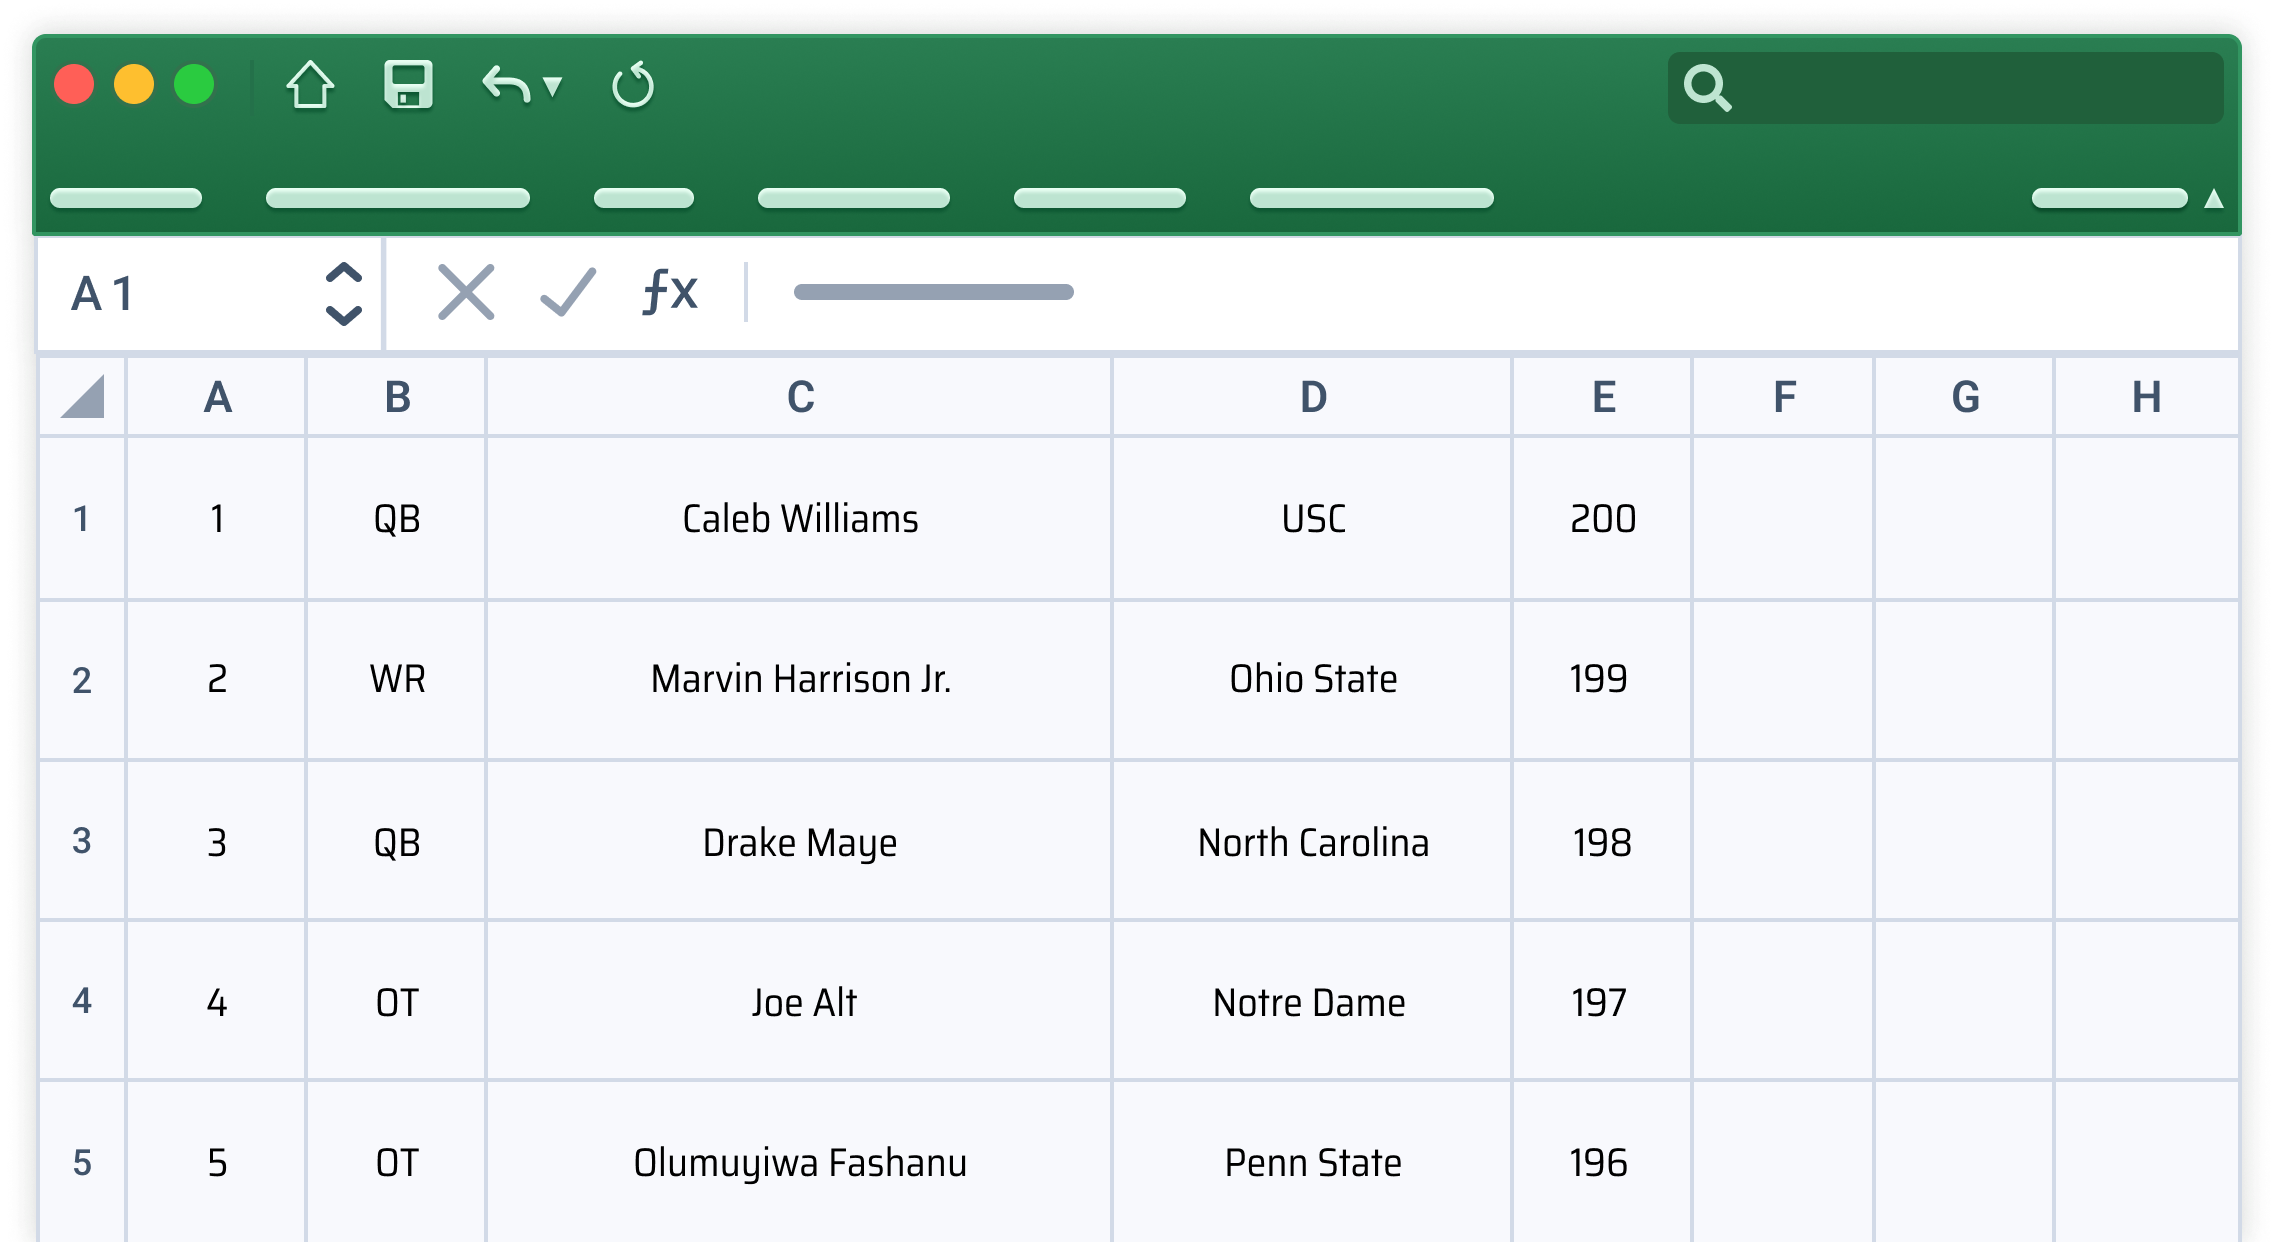 A 1 fx
A B C D E F G H
1 1 QB Caleb Williams USC 200
2 2 WR Marvin Harrison Jr. Ohio State 199
3 3 QB Drake Maye North Carolina 198
4 4 OT Joe Alt Notre Dame 197
5 5 OT Olumuyiwa Fashanu Penn State 196